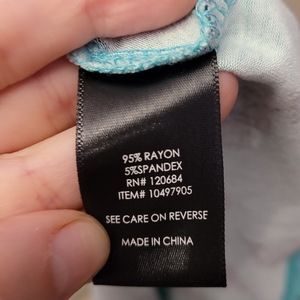 95% RAYON
5%SPANDEX
RN# 120684
ITEM# 10497905
SEE CARE ON REVERSE
MADE IN CHINA